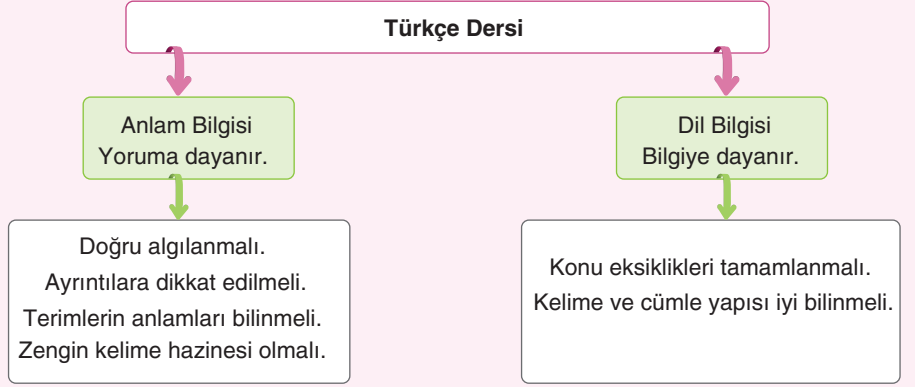 Türkçe Dersi
Anlam Bilgisi
Yoruma dayanır.
Dil Bilgisi
Bilgiye dayanır.
Doğru algılanmalı.
Ayrıntılara dikkat edilmeli.
Terimlerin anlamları bilinmeli.
Zengin kelime hazinesi olmalı.
Konu eksiklikleri tamamlanmalı.
Kelime ve cümle yapısı iyi bilinmeli.